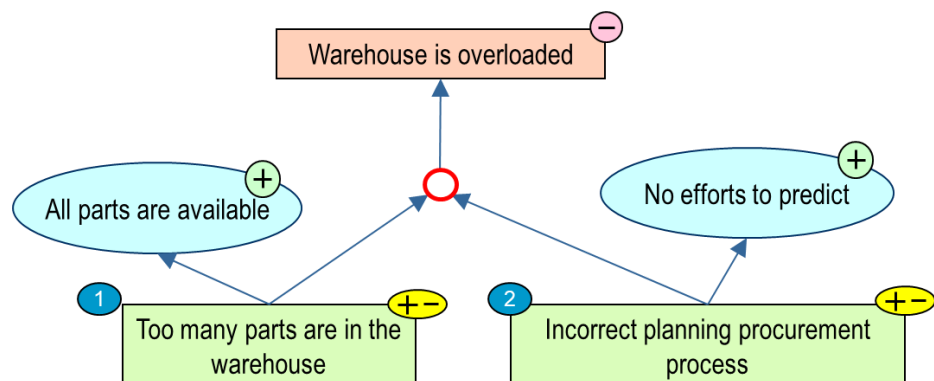 Warehouse is overloaded
−
All parts are available
+
No efforts to predict
+
1
+−
Too many parts are in the
warehouse
2
+−
Incorrect planning procurement
process